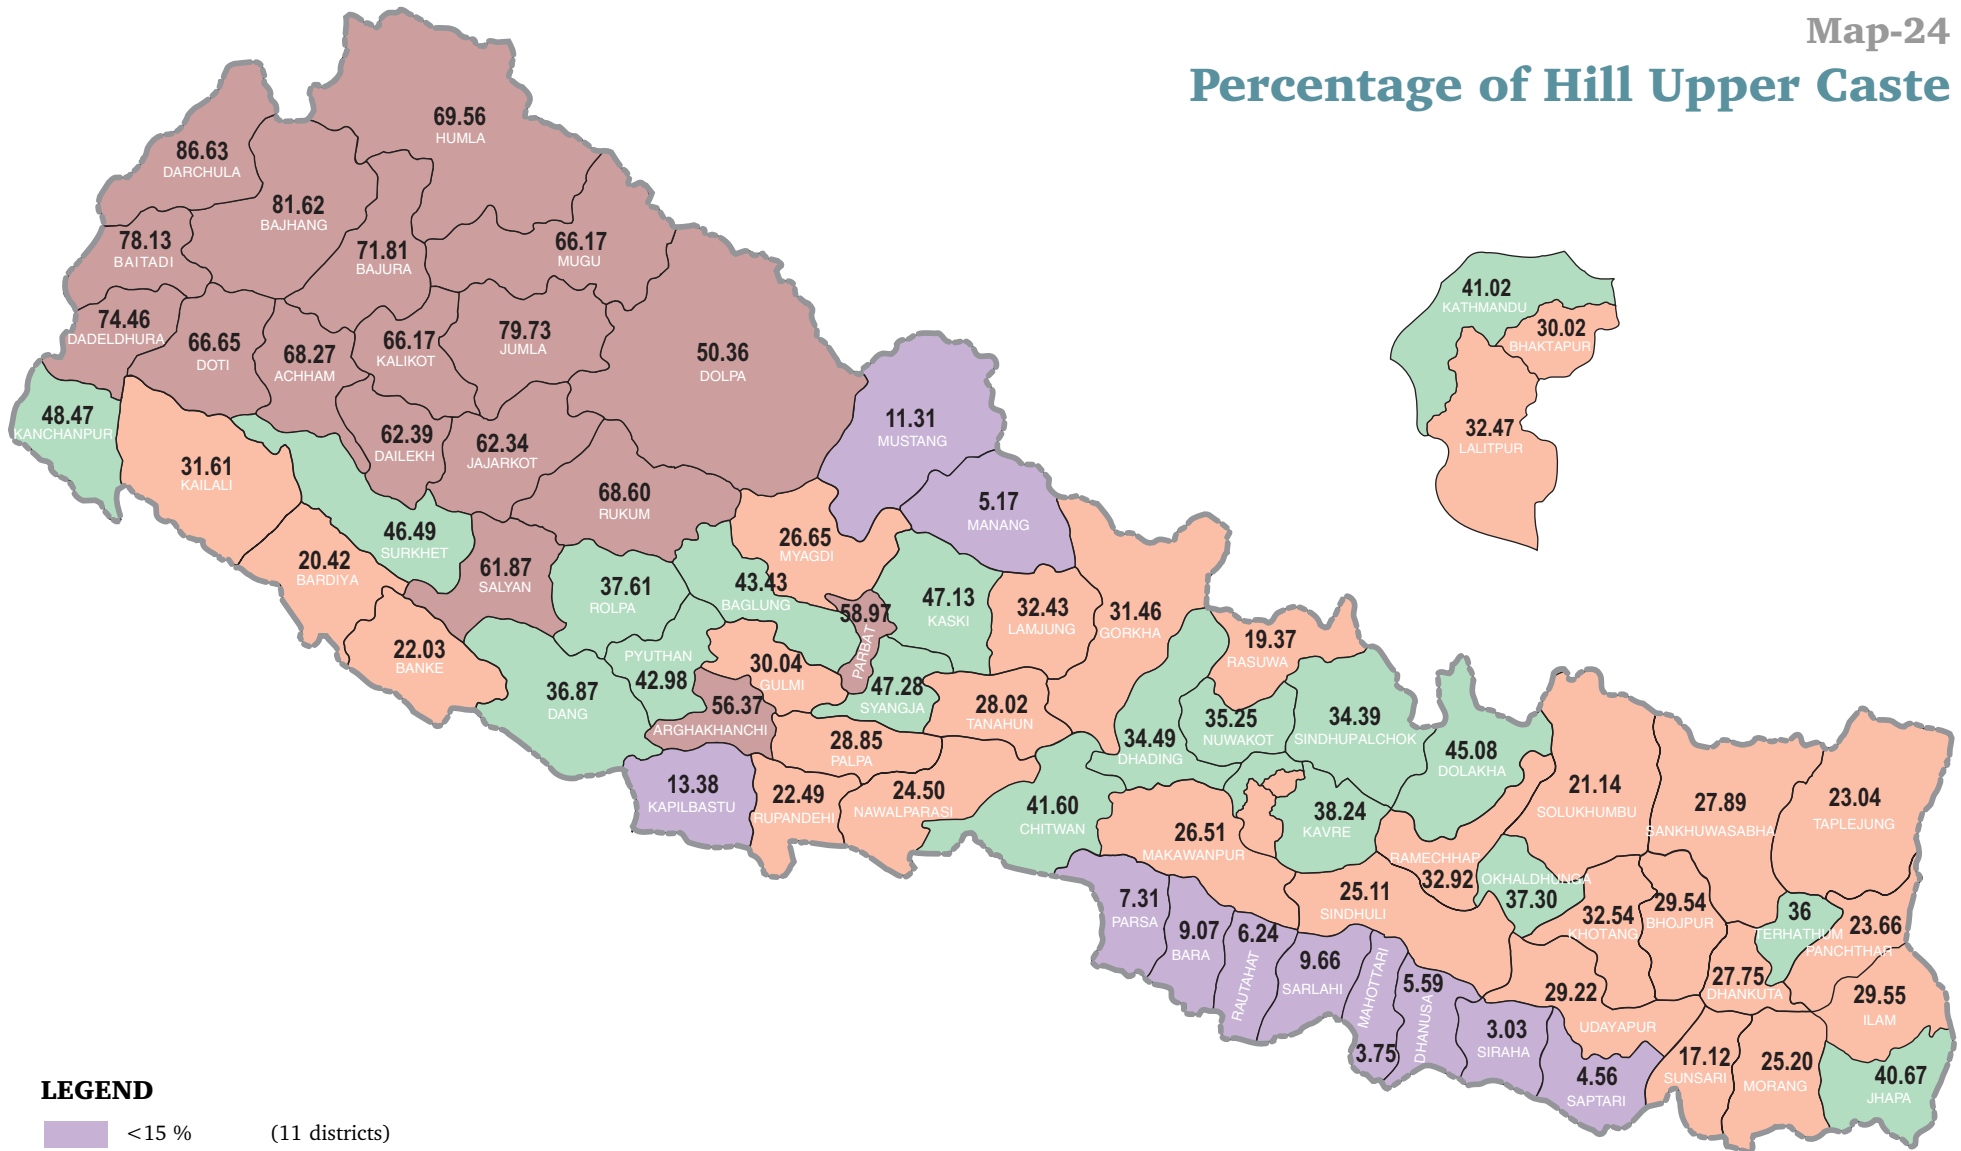 Map-24
Percentage of Hill Upper Caste
69.56
HUMLA
86.63
DARCHULA
81.62
BAJHANG
78.13
BAITADI
71.81
BAJURA
66.17
MUGU
74.46
DADELDHURA
66.65
DOTI
68.27
ACHHAM
66.17
KALIKOT
79.73
JUMLA
50.36
DOLPA
48.47
KANCHANPUR
31.61
KAILALI
62.39
DAILEKH
62.34
JAJARKOT
11.31
MUSTANG
46.49
SURKHET
68.60
RUKUM
5.17
MANANG
20.42
BARDIYA
61.87
SALYAN
26.65
MYAGDI
37.61
ROLPA
43.43
BAGLUNG
58.97
PARBAT
47.13
KASKI
32.43
LAMJUNG
31.46
GORKHA
22.03
BANKE
PYUTHAN
42.98
30.04
GULMI
36.87
DANG
56.37
ARGHAKHANCHI
47.28
SYANGJA
28.02
TANAHUN
19.37
RASUWA
35.25
NUWAKOT
34.39
SINDHUPALCHOK
34.49
DHADING
45.08
DOLAKHA
28.85
PALPA
13.38
KAPILBASTU
22.49
RUPANDEHI
24.50
NAWALPARASI
41.60
CHITWAN
26.51
MAKAWANPUR
38.24
KAVRE
21.14
SOLUKHUMBU
27.89
SANKHUWASABHA
23.04
TAPLEJUNG
RAMECHHAP
32.92
OKHALDHUNGA
37.30
25.11
SINDHULI
32.54
KHOTANG
29.54
BHOJPUR
36
TERHATHUM
23.66
PANCHTHAR
7.31
PARSA
9.07
BARA
6.24
RAUTAHAT
9.66
SARLAHI
MAHOTTARI
3.75
5.59
DHANUSA
3.03
SIRAHA
4.56
SAPTARI
29.22
UDAYAPUR
27.75
DHANKUTA
29.55
ILAM
17.12
SUNSARI
25.20
MORANG
40.67
JHAPA
41.02
KATHMANDU
30.02
BHAKTAPUR
32.47
LALITPUR
LEGEND
<15 % (11 districts)